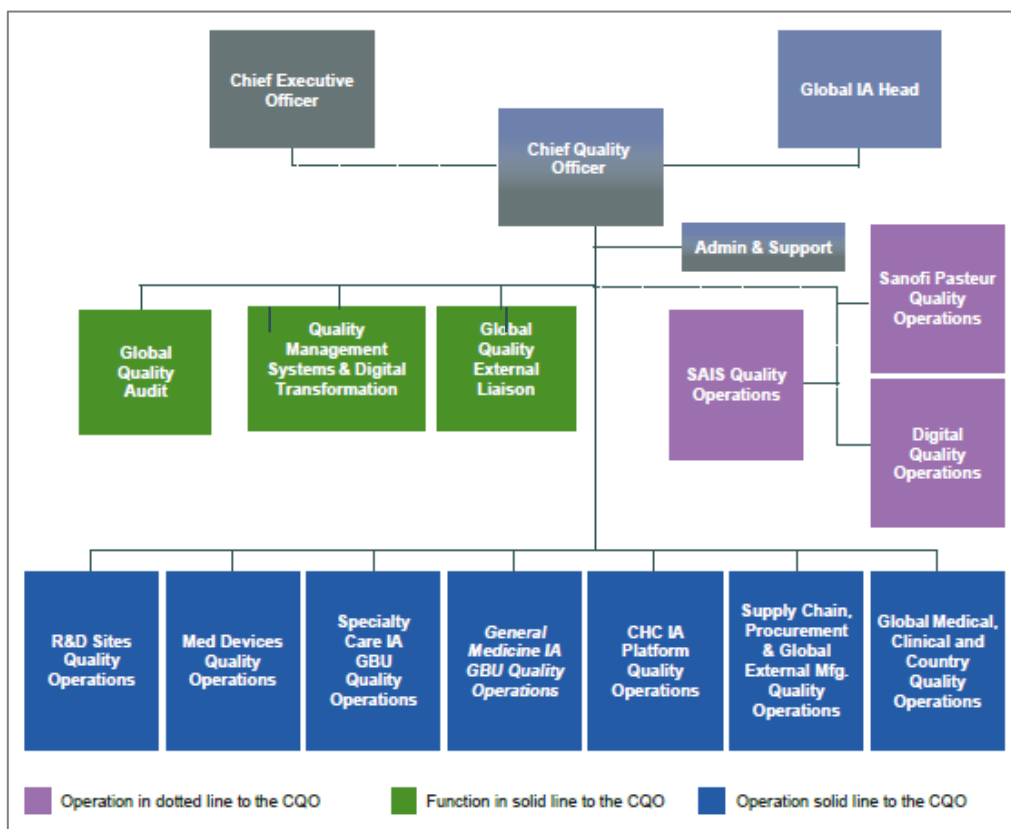 Chief Executive
Officer
Global IA Head
Chief Quality
Officer
Admin & Support
Sanofi Pasteur
Quality
Operations
Global
Quality
Audit
Quality
Management
Systems & Digital
Transformation
Global
Quality
External
Liaison
SAIS Quality
Operations
Digital
Quality
Operations
R&D Sites
Quality
Operations
Med Devices
Quality
Operations
Specialty
Care IA
GBU
Quality
Operations
General
Medicine IA
GBU Quality
Operations
CHC IA
Platform
Quality
Operations
Supply Chain,
Procurement
& Global
External Mfg.
Quality
Operations
Global Medical,
Clinical and
Country
Quality
Operations
Operation in dotted line to the CQO
Function in solid line to the CQO
Operation solid line to the CQO